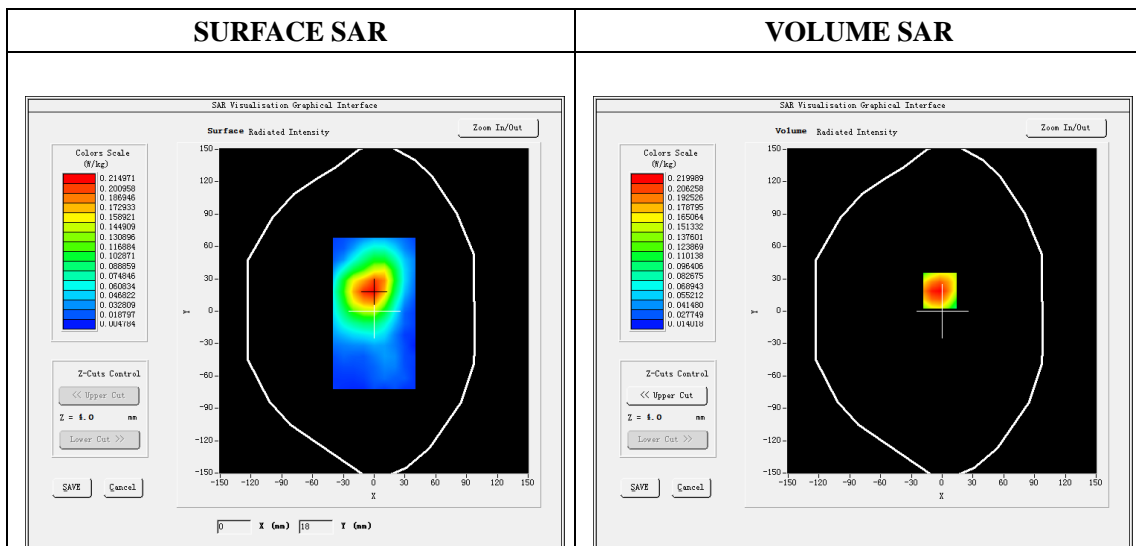 SURFACE SAR
VOLUME SAR
SAR Visualisation Graphical Interface
Surface Radiated Intensity
Zoom In/Out
Colors Scale
(W/kg)
0.214971
0.200958
0.186946
0.172933
0.158921
0.144909
0.130896
0.116884
0.102871
0.088859
0.074846
0.060834
0.046822
0.032809
0.018797
0.004784
150
120
90
60
30
0
-30
-60
-90
-120
-150
Y
-150 -120 -90 -60 -30 0 30 60 90 120 150
X
Z-Cuts Control
<< Upper Cut
Z = 4.0 mm
Lower Cut >>
SAVE Cancel
0 X (mm) 18 Y (mm)
SAR Visualisation Graphical Interface
Volume Radiated Intensity
Zoom In/Out
Colors Scale
(W/kg)
0.219989
0.206258
0.192526
0.178795
0.165064
0.151332
0.137601
0.123869
0.110138
0.096406
0.082675
0.068943
0.055212
0.041480
0.027749
0.014018
150
120
90
60
30
0
-30
-60
-90
-120
-150
Y
-150 -120 -90 -60 -30 0 30 60 90 120 150
X
Z-Cuts Control
<< Upper Cut
Z = 4.0 mm
Lower Cut >>
SAVE Cancel